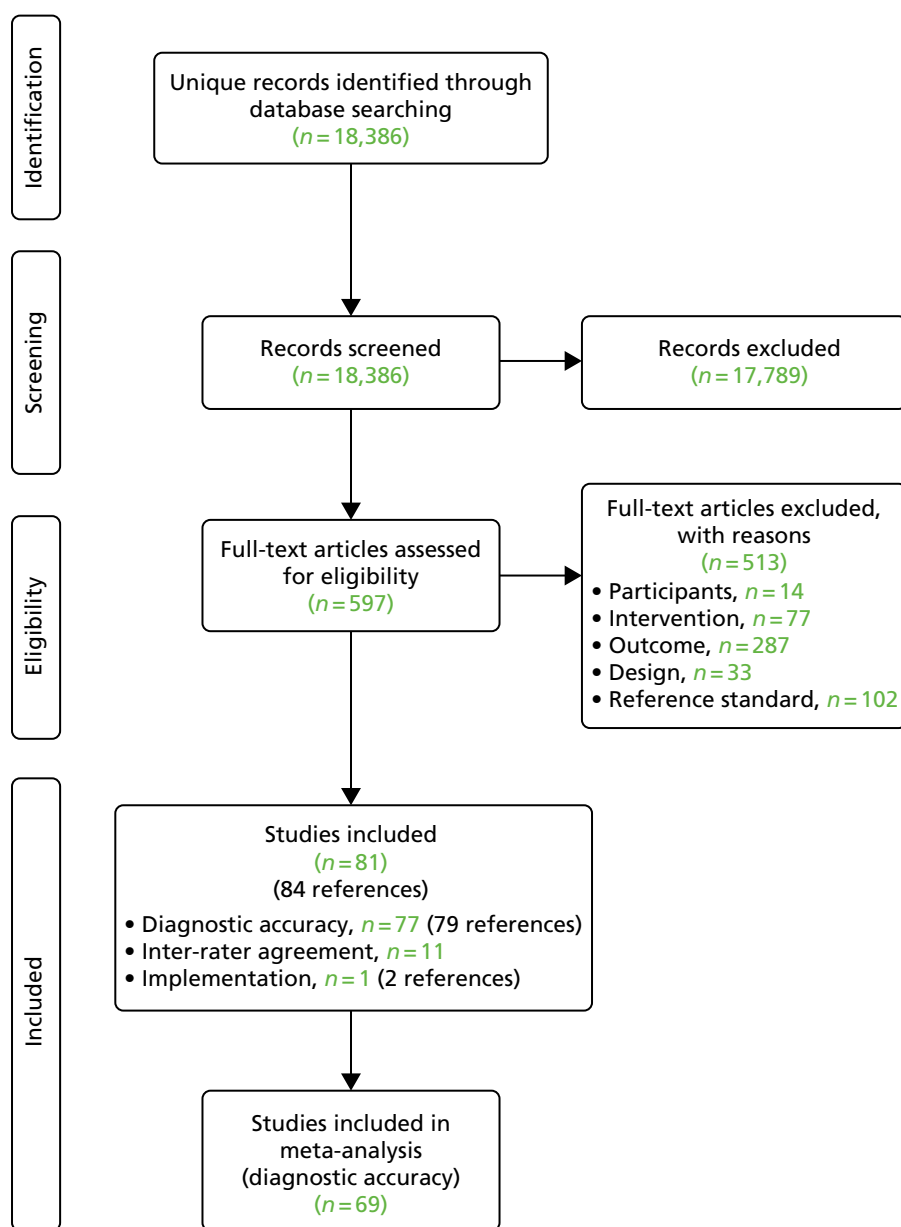 Identification
Unique records identified through
database searching
(n = 18,386)
Screening
Records screened
(n = 18,386)
Records excluded
(n = 17,789)
Eligibility
Full-text articles assessed
for eligibility
(n = 597)
Full-text articles excluded,
with reasons
(n = 513)
• Participants, n = 14
• Intervention, n = 77
• Outcome, n = 287
• Design, n = 33
• Reference standard, n = 102
Included
Studies included
(n = 81)
(84 references)
• Diagnostic accuracy, n = 77 (79 references)
• Inter-rater agreement, n = 11
• Implementation, n = 1 (2 references)
Studies included in
meta-analysis
(diagnostic accuracy)
(n = 69)